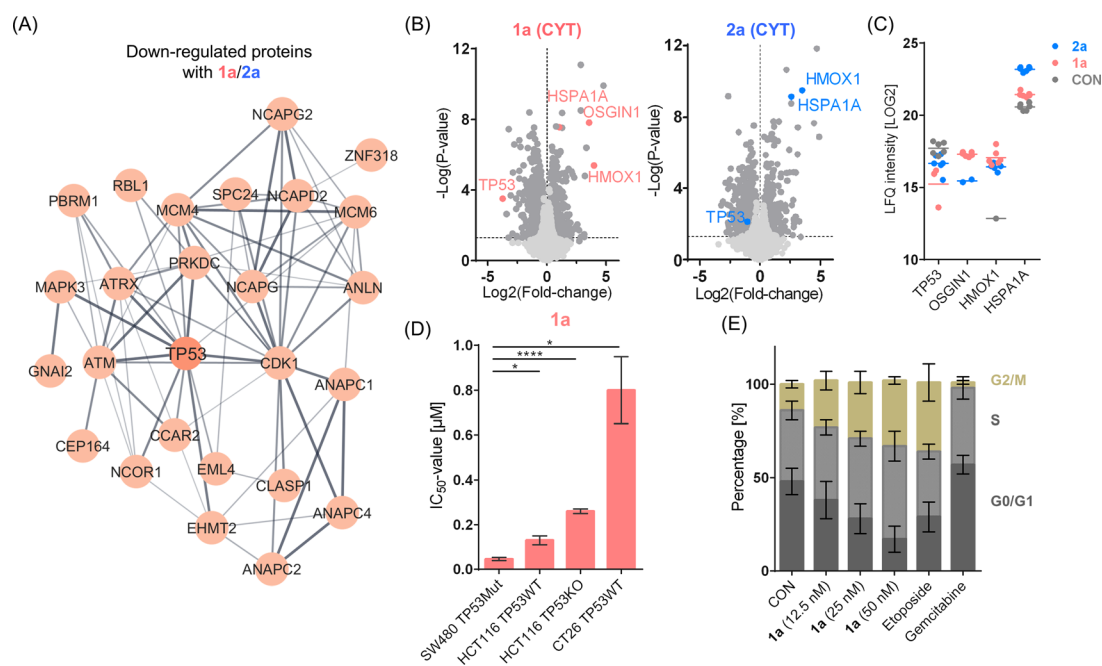 (A)
Down-regulated proteins
with 1a/2a
NCAPG2
ZNF318
RBL1
SPC24
NCAPD2
PBRM1
MCM4
MCM6
PRKDC
MAPK3
ATRX
NCAPG
ANLN
TP53
GNAI2
ATM
CDK1
ANAPC1
CCAR2
CEP164
NCOR1
EML4
CLASP1
ANAPC4
EHMT2
ANAPC2
(B)
1a (CYT)
-Log(P-value)
12
8
4
0
-5
0
5
Log2(Fold-change)
HSPA1A
OSGIN1
HMOX1
TP53
2a (CYT)
-Log(P-value)
12
8
4
0
-5
0
5
Log2(Fold-change)
HMOX1
HSPA1A
TP53
(C)
LFQ intensity [LOG2]
25
20
15
10
2a
1a
CON
TP53
OSGIN1
HMOX1
HSPA1A
(D)
1a
IC50-value [µM]
1.0
0.8
0.6
0.4
0.2
0.0
*
****
*
SW480 TP53Mut
HCT116 TP53WT
HCT116 TP53KO
CT26 TP53WT
(E)
Percentage [%]
100
50
0
G2/M
S
G0/G1
CON
1a (12.5 nM)
1a (25 nM)
1a (50 nM)
Etoposide
Gemcitabine